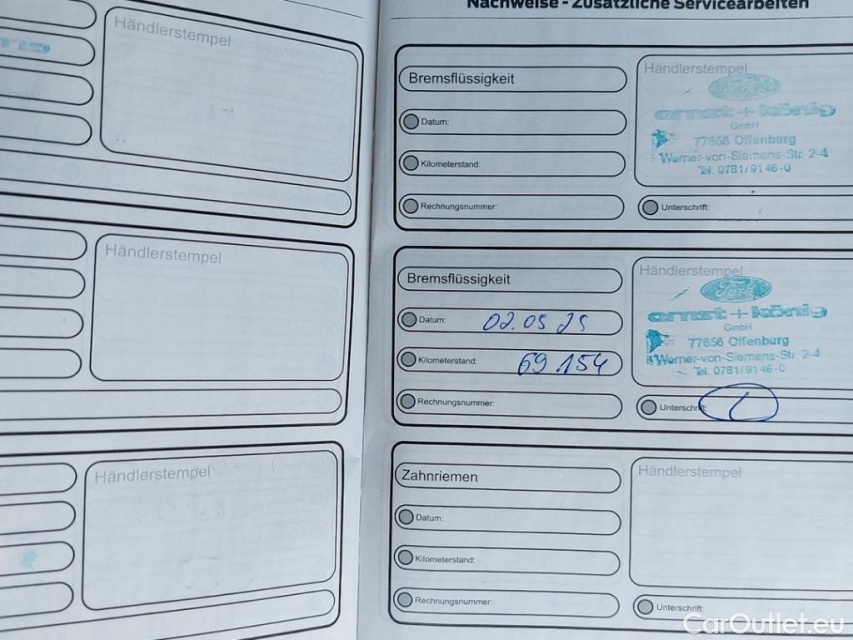 Nachweise - Zusätzliche Servicearbeiten
Händlerstempel
Händlerstempel
Händlerstempel
Bremsflüssigkeit
Datum:
Kilometerstand:
Rechnungsnummer:
Händlerstempel
Ford
ernst + könig
GmbH
77656 Offenburg
Werner-von-Siemens-Str. 2-4
Tel. 0781/9146-0
Unterschrift:
Bremsflüssigkeit
Datum: 02.05 25
Kilometerstand: 69 154
Rechnungsnummer:
Händlerstempel
Ford
ernst + könig
GmbH
77656 Offenburg
Werner-von-Siemens-Str. 2-4
Tel. 0781/9146-0
Unterschrift:
Zahnriemen
Datum:
Kilometerstand:
Rechnungsnummer:
Händlerstempel
Unterschrift:
CarOutlet.eu